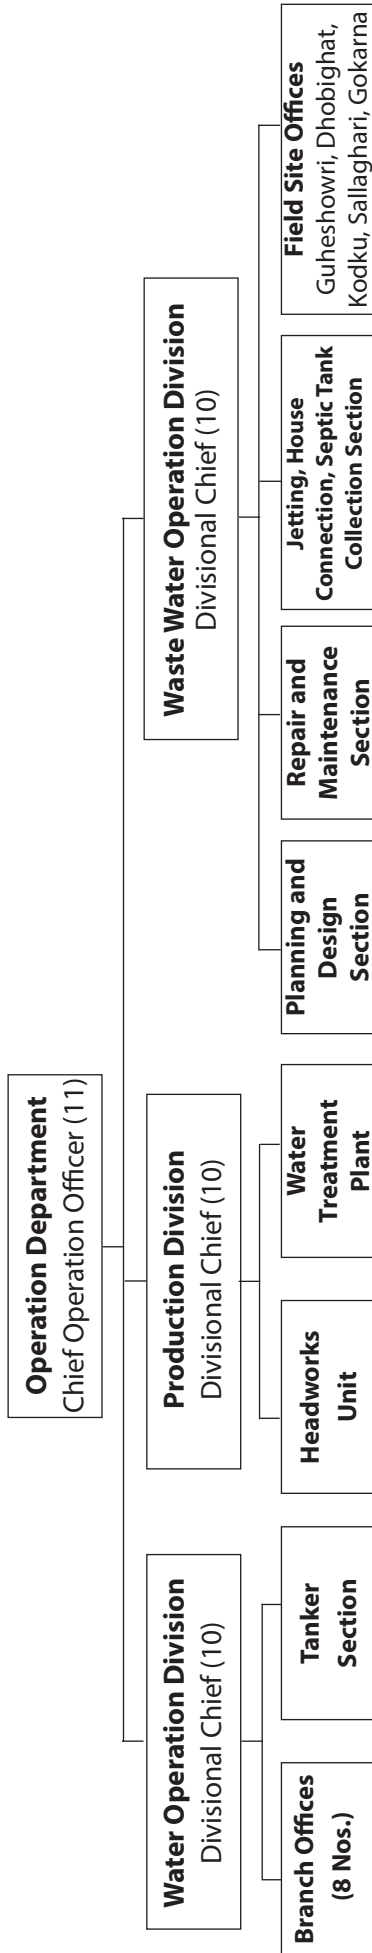 Operation Department
Chief Operation Officer (11)
Water Operation Division
Divisional Chief (10)
Production Division
Divisional Chief (10)
Waste Water Operation Division
Divisional Chief (10)
Branch Offices
(8 Nos.)
Tanker
Section
Headworks
Unit
Water
Treatment
Plant
Planning and
Design
Section
Repair and
Maintenance
Section
Jetting, House
Connection, Septic Tank
Collection Section
Field Site Offices
Guheshowri, Dhobighat,
Kodku, Sallaghari, Gokarna